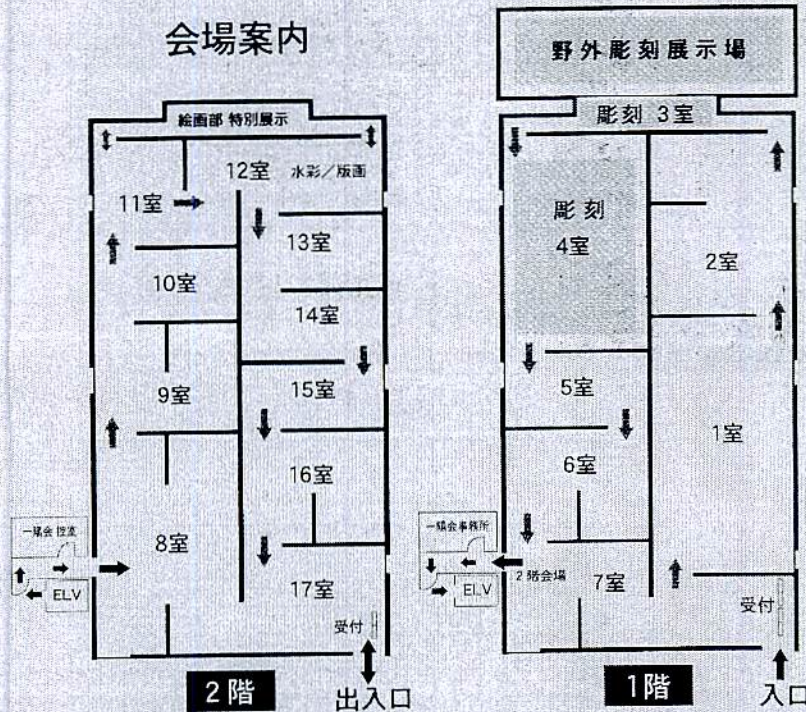 会場案内
絵画部 特別展示
12室 水彩／版画
11室
13室
10室
14室
15室
9室
16室
8室
17室
一陽会 控室
ELV
受付
2階
出入口
野外彫刻展示場
彫刻 3室
彫刻
4室
2室
5室
1室
6室
一陽会事務所
2階会場
7室
ELV
受付
1階
入口